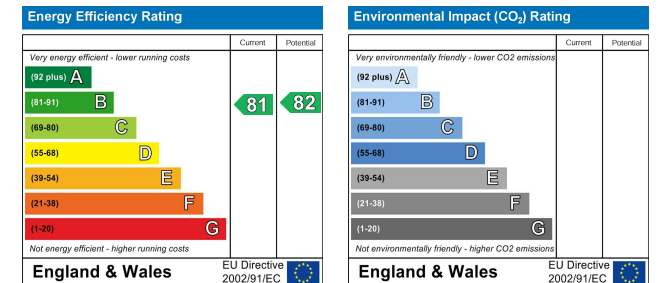 Energy Efficiency Rating
Current Potential
Very energy efficient - lower running costs
(92 plus) A
(81-91) B
81 82
(69-80) C
(55-68) D
(39-54) E
(21-38) F
(1-20) G
Not energy efficient - higher running costs
England & Wales
EU Directive
2002/91/EC
Environmental Impact (CO₂) Rating
Current Potential
Very environmentally friendly - lower CO2 emissions
(92 plus) A
(81-91) B
(69-80) C
(55-68) D
(39-54) E
(21-38) F
(1-20) G
Not environmentally friendly - higher CO2 emissions
England & Wales
EU Directive
2002/91/EC